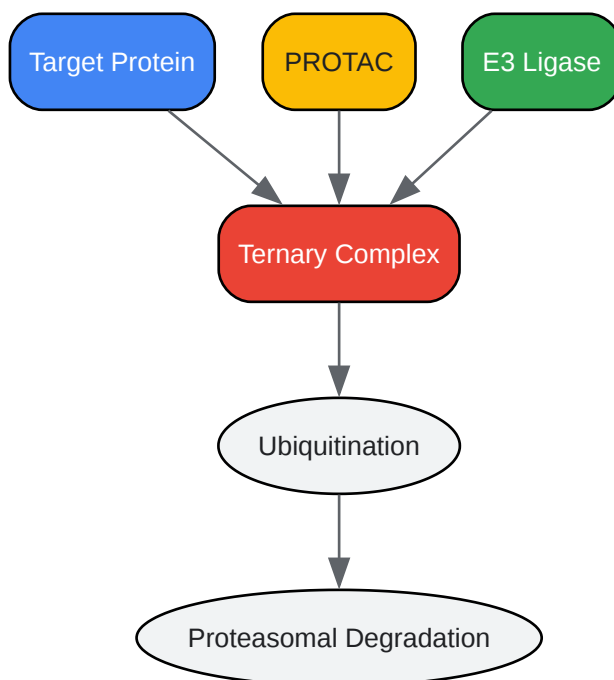 Target Protein
PROTAC
E3 Ligase
Ternary Complex
Ubiquitination
Proteasomal Degradation